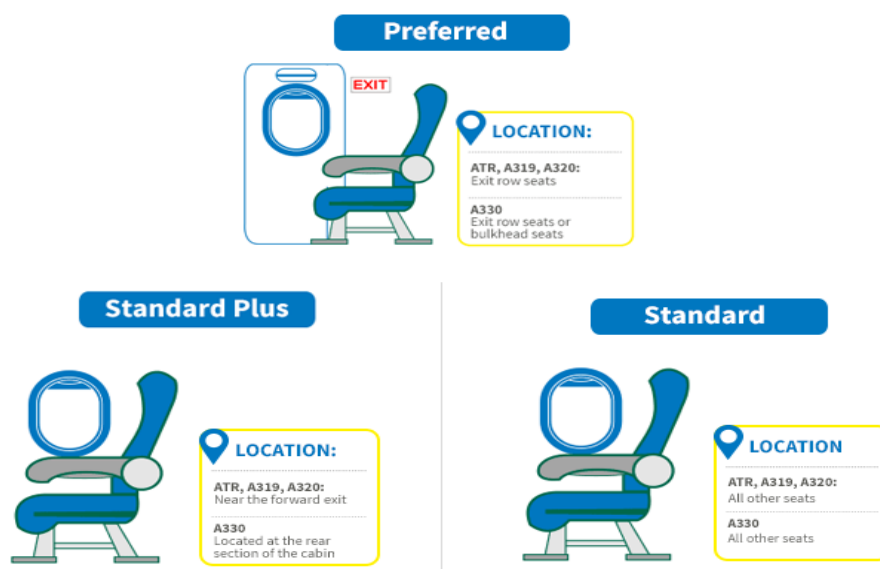 Preferred
EXIT
LOCATION:
ATR, A319, A320:
Exit row seats
A330
Exit row seats or
bulkhead seats
Standard Plus
LOCATION:
ATR, A319, A320:
Near the forward exit
A330
Located at the rear
section of the cabin
Standard
LOCATION
ATR, A319, A320:
All other seats
A330
All other seats